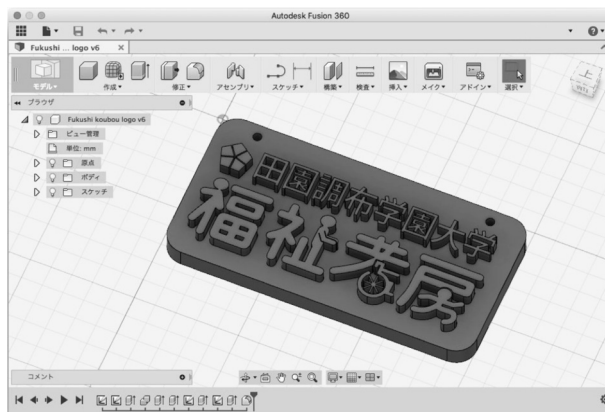 Autodesk Fusion 360
Fukushi ... logo v6
モデル▾
作成▾
修正▾
アセンブリ▾
スケッチ▾
構築▾
検査▾
挿入▾
メイク▾
アドイン▾
選択▾
ブラウザ
Fukushi koubou logo v6
ビュー管理
単位: mm
原点
ボディ
スケッチ
上
田園調布学園大学
福祉考房
コメント